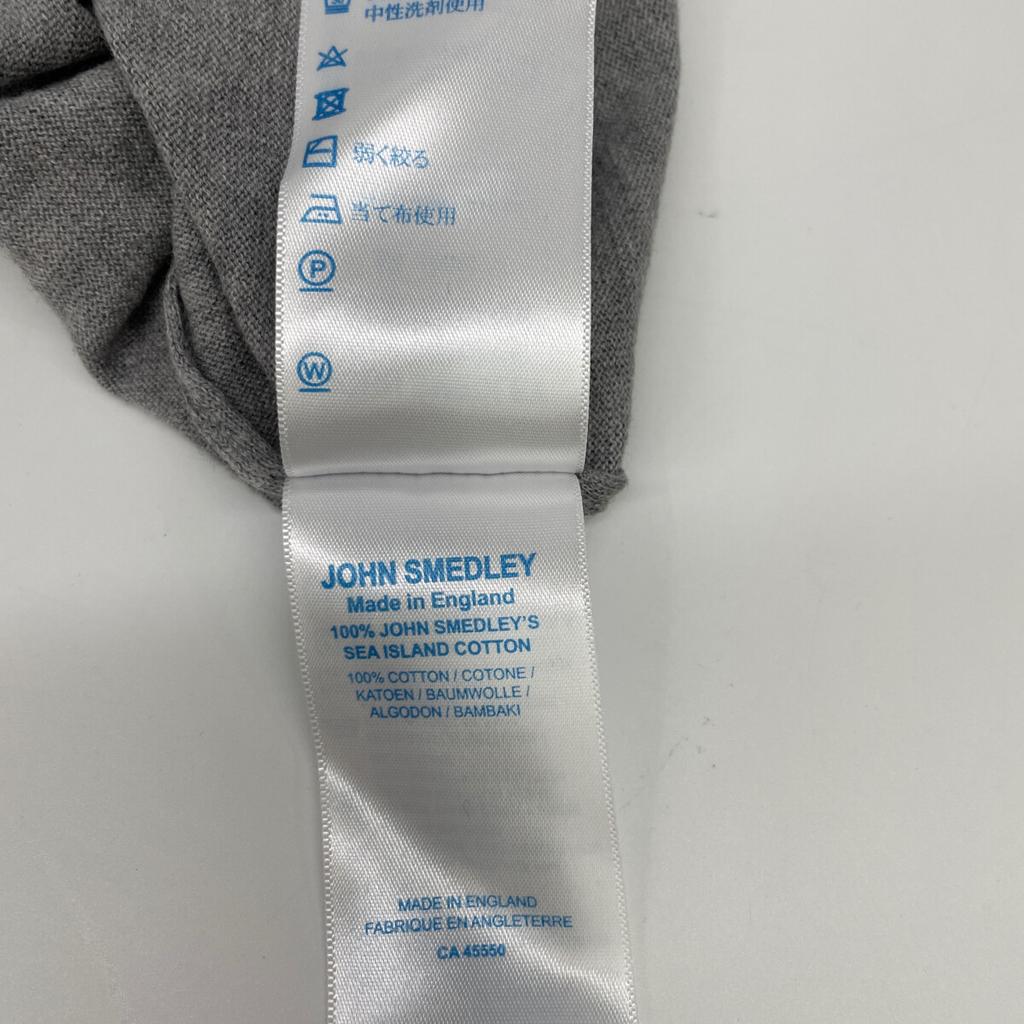 中性洗剤使用
弱く絞る
当て布使用
P
W
JOHN SMEDLEY
Made in England
100% JOHN SMEDLEY'S
SEA ISLAND COTTON
100% COTTON / COTONE /
KATOEN / BAUMWOLLE /
ALGODON / BAMBAKI
MADE IN ENGLAND
FABRIQUE EN ANGLETERRE
CA 45550